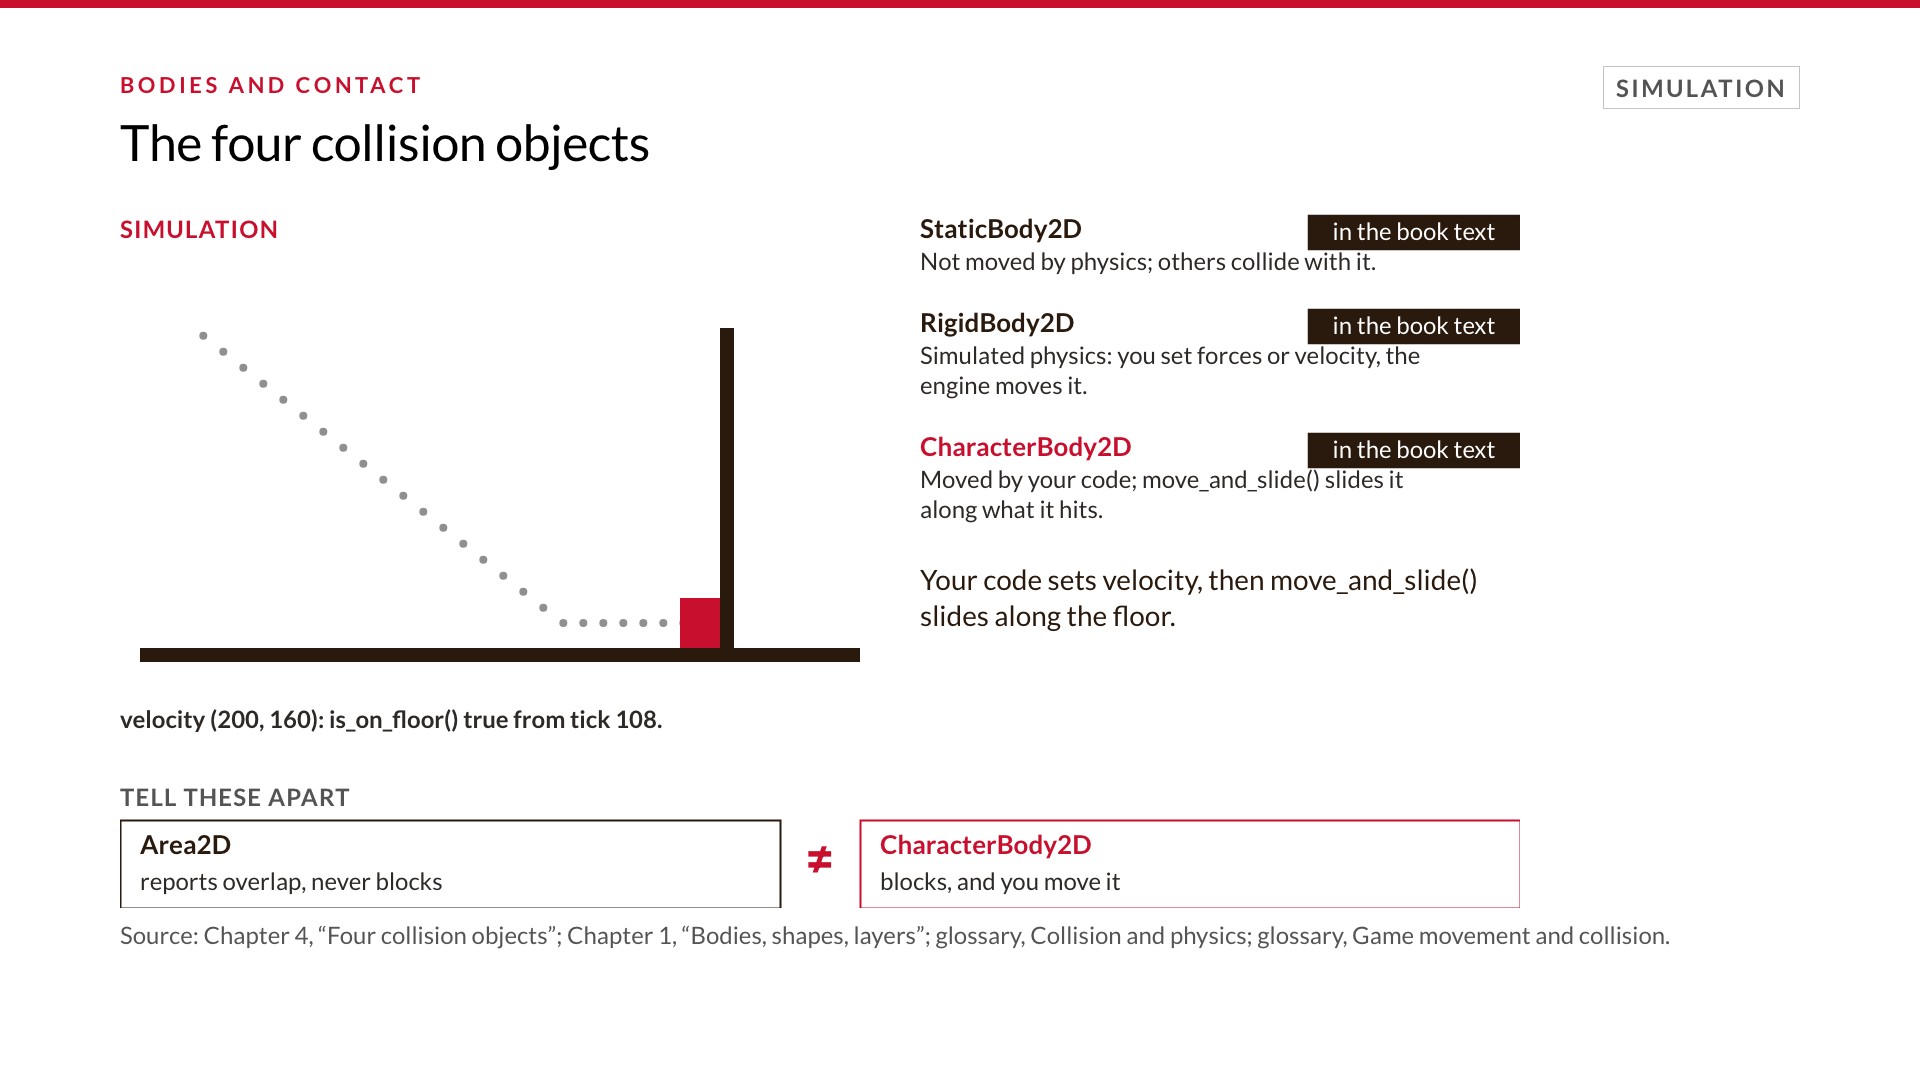 BODIES AND CONTACT
SIMULATION
The four collision objects
SIMULATION
StaticBody2D
in the book text
Not moved by physics; others collide with it.
RigidBody2D
in the book text
Simulated physics: you set forces or velocity, the
engine moves it.
CharacterBody2D
in the book text
Moved by your code; move_and_slide() slides it
along what it hits.
Your code sets velocity, then move_and_slide()
slides along the floor.
velocity (200, 160): is_on_floor() true from tick 108.
TELL THESE APART
Area2D
reports overlap, never blocks
≠
CharacterBody2D
blocks, and you move it
Source: Chapter 4, “Four collision objects”; Chapter 1, “Bodies, shapes, layers”; glossary, Collision and physics; glossary, Game movement and collision.